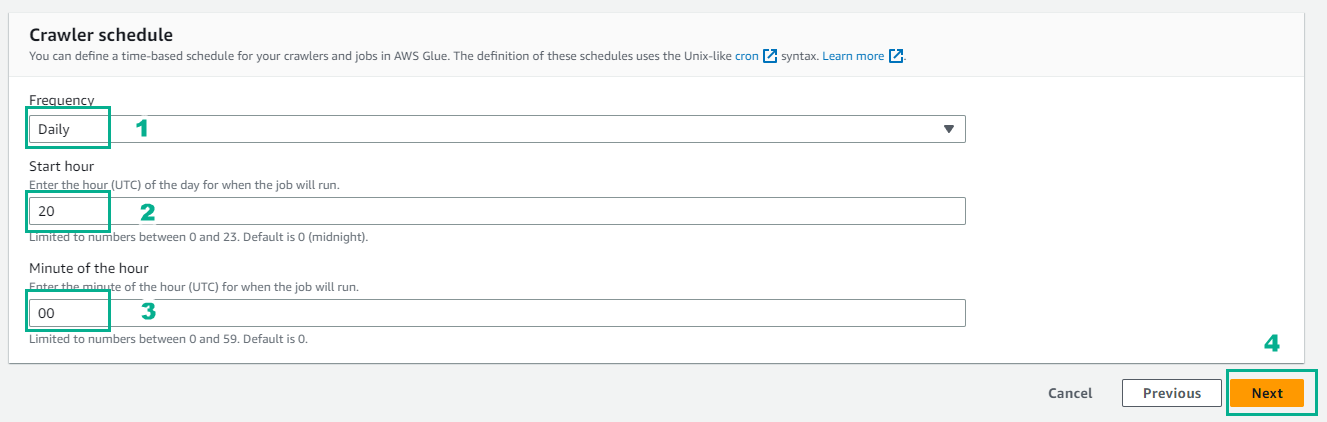 Crawler schedule
You can define a time-based schedule for your crawlers and jobs in AWS Glue. The definition of these schedules uses the Unix-like cron syntax. Learn more.
Frequency
Daily 1
Start hour
Enter the hour (UTC) of the day for when the job will run.
20 2
Limited to numbers between 0 and 23. Default is 0 (midnight).
Minute of the hour
Enter the minute of the hour (UTC) for when the job will run.
00 3
Limited to numbers between 0 and 59. Default is 0.
4
Cancel Previous Next